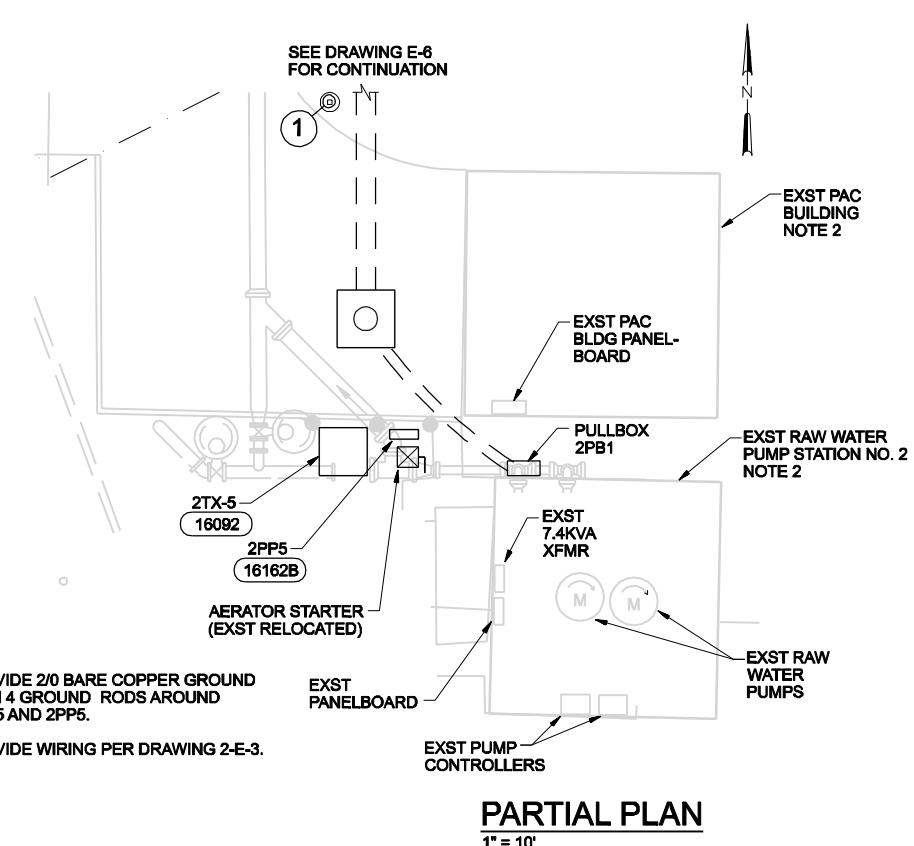 SEE DRAWING E-6
FOR CONTINUATION
1
N
EXST PAC
BUILDING
NOTE 2
EXST PAC
BLDG PANEL-
BOARD
PULLBOX
2PB1
EXST RAW WATER
PUMP STATION NO. 2
NOTE 2
2TX-5
16092
2PP5
16162B
EXST
7.4KVA
XFMR
M
M
AERATOR STARTER
(EXST RELOCATED)
EXST RAW
WATER
PUMPS
EXST
PANELBOARD
EXST PUMP
CONTROLLERS
VIDE 2/0 BARE COPPER GROUND
4 GROUND RODS AROUND
5 AND 2PP5.
VIDE WIRING PER DRAWING 2-E-3.
PARTIAL PLAN
1" = 10'